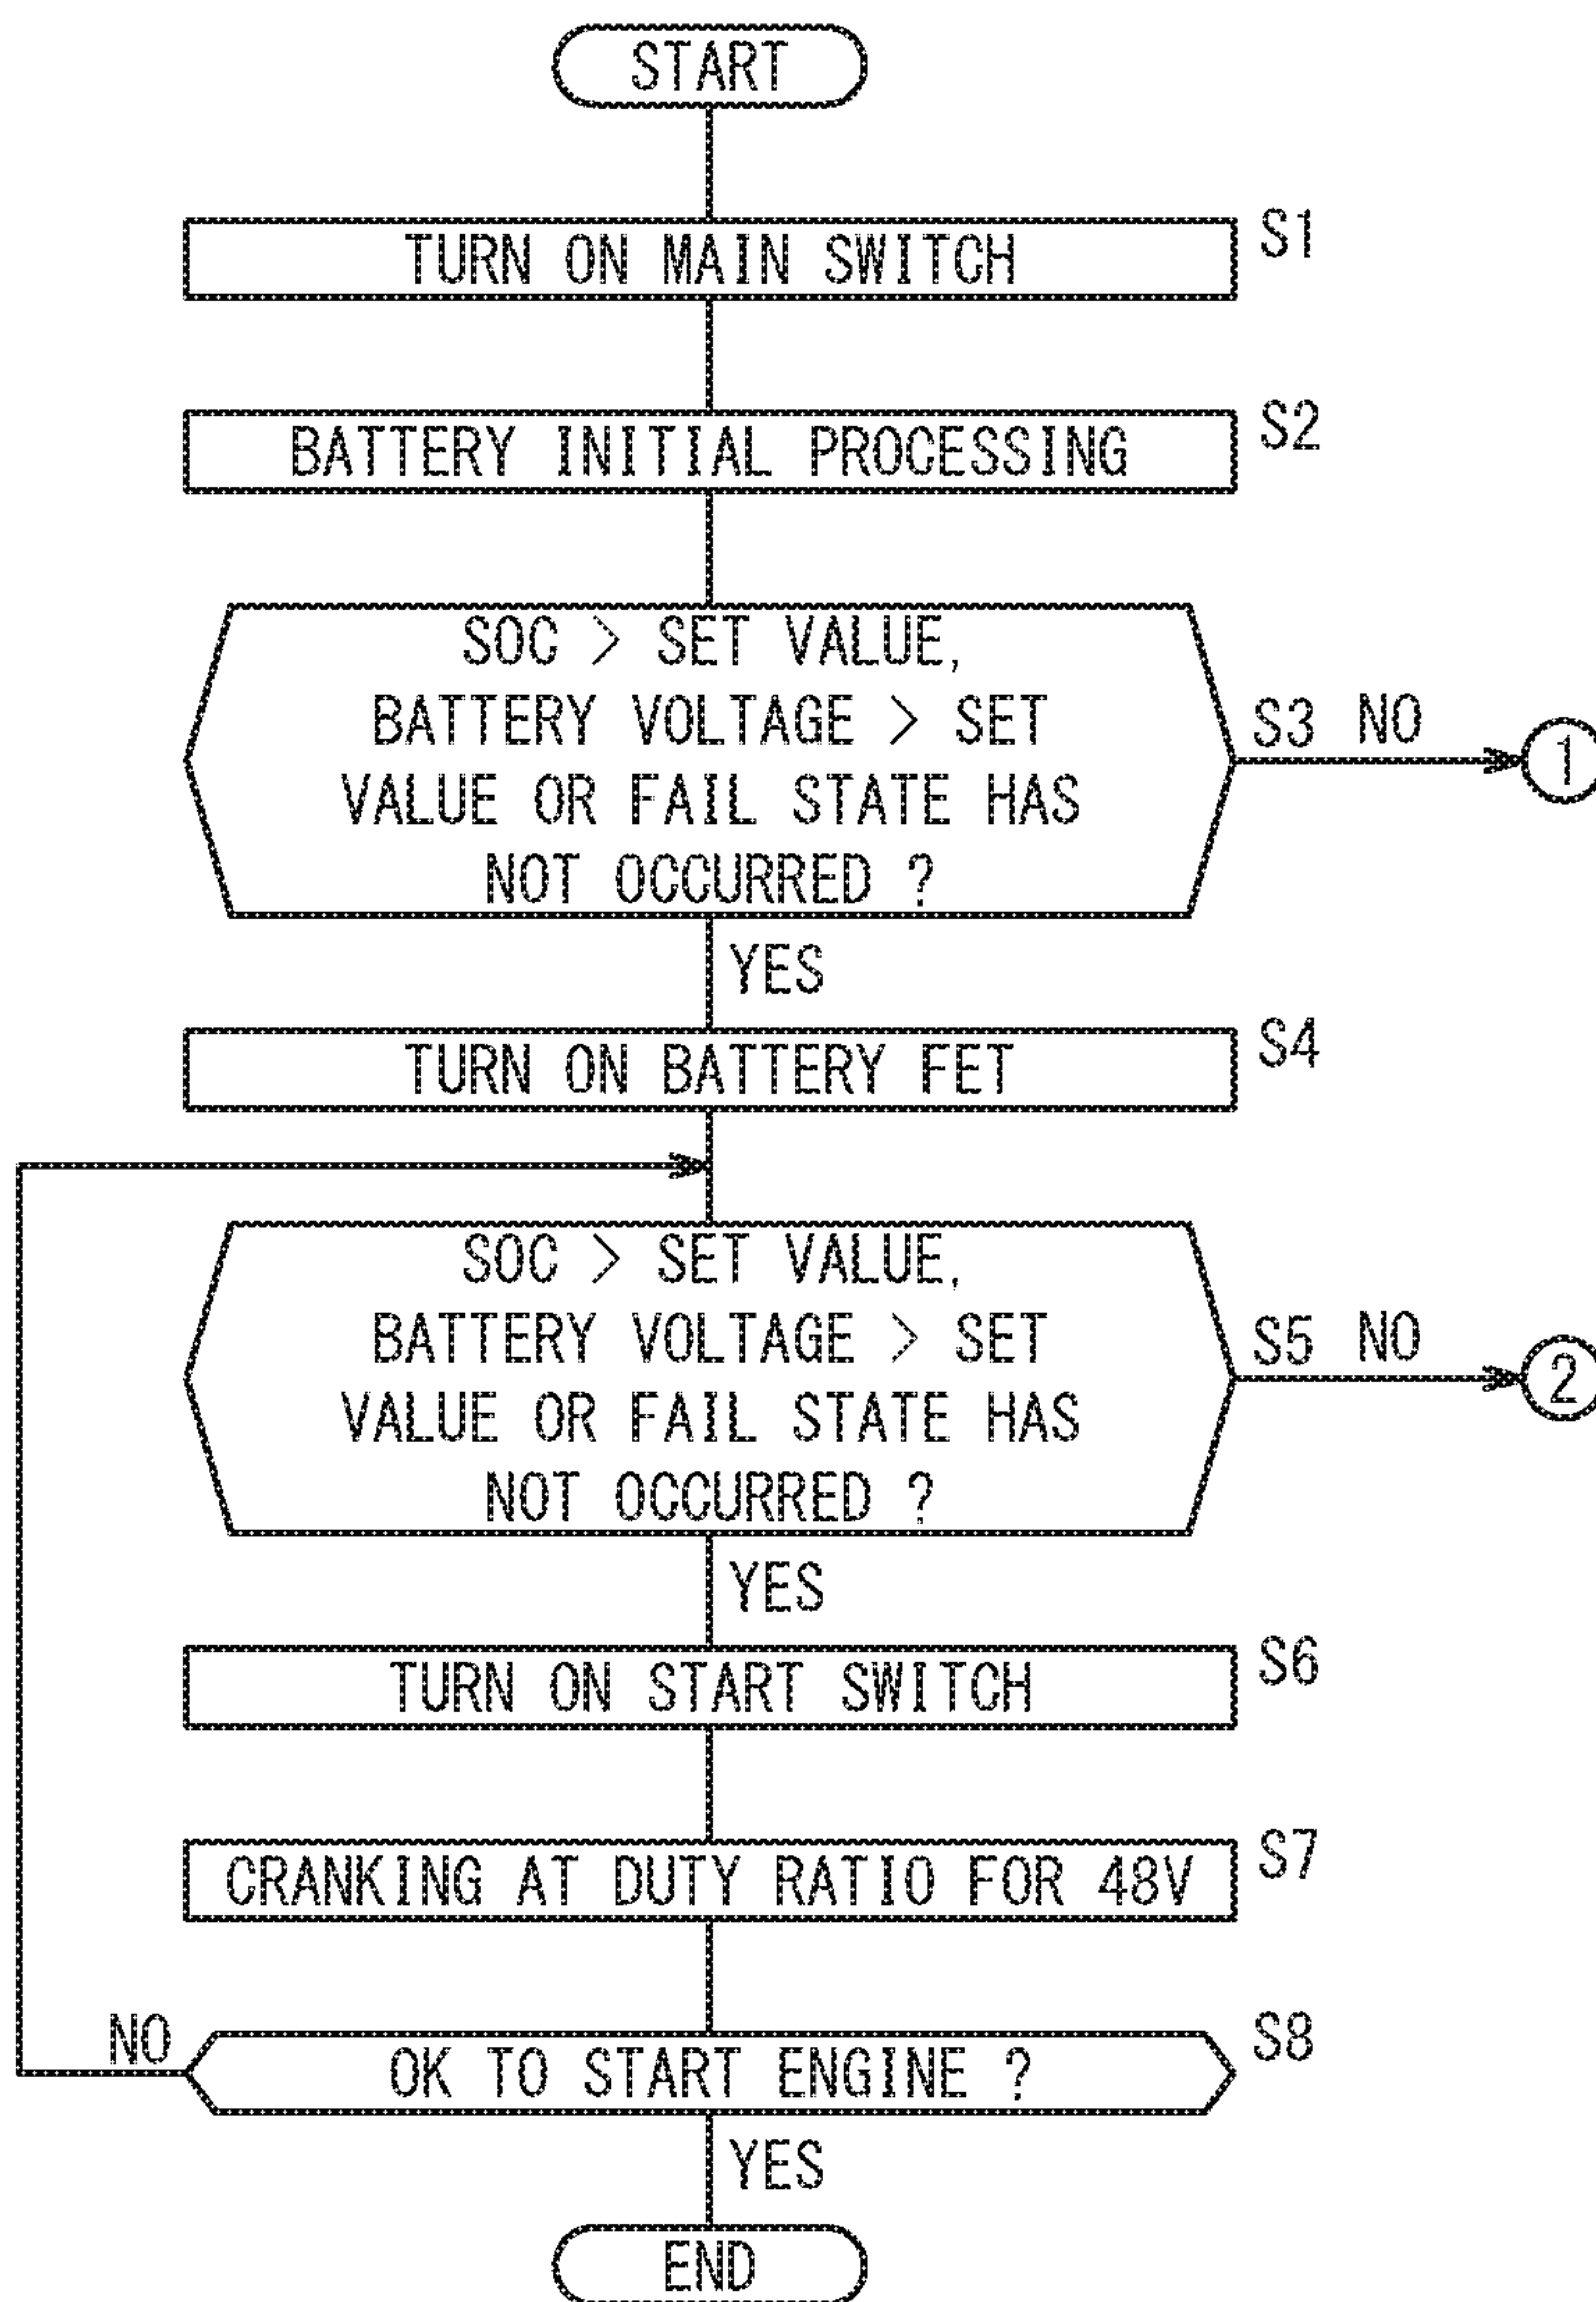 START
TURN ON MAIN SWITCH
S1
BATTERY INITIAL PROCESSING
S2
SOC > SET VALUE,
BATTERY VOLTAGE > SET
VALUE OR FAIL STATE HAS
NOT OCCURRED ?
S3 NO
1
YES
TURN ON BATTERY FET
S4
SOC > SET VALUE,
BATTERY VOLTAGE > SET
VALUE OR FAIL STATE HAS
NOT OCCURRED ?
S5 NO
2
YES
TURN ON START SWITCH
S6
CRANKING AT DUTY RATIO FOR 48V
S7
NO
OK TO START ENGINE ?
S8
YES
END